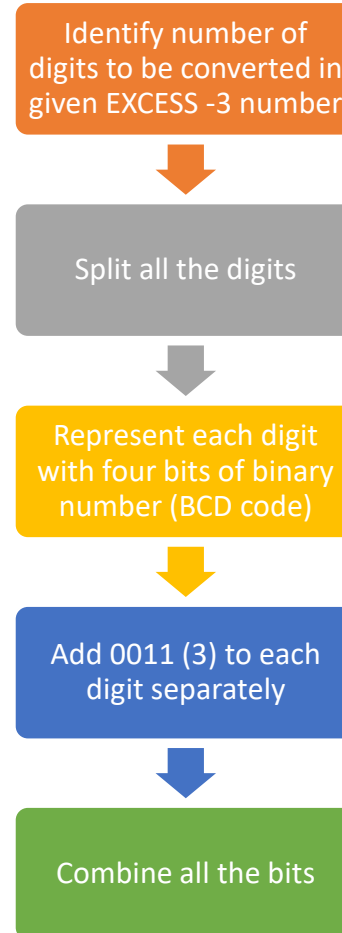 Identify number of
digits to be converted in
given EXCESS -3 number
Split all the digits
Represent each digit
with four bits of binary
number (BCD code)
Add 0011 (3) to each
digit separately
Combine all the bits